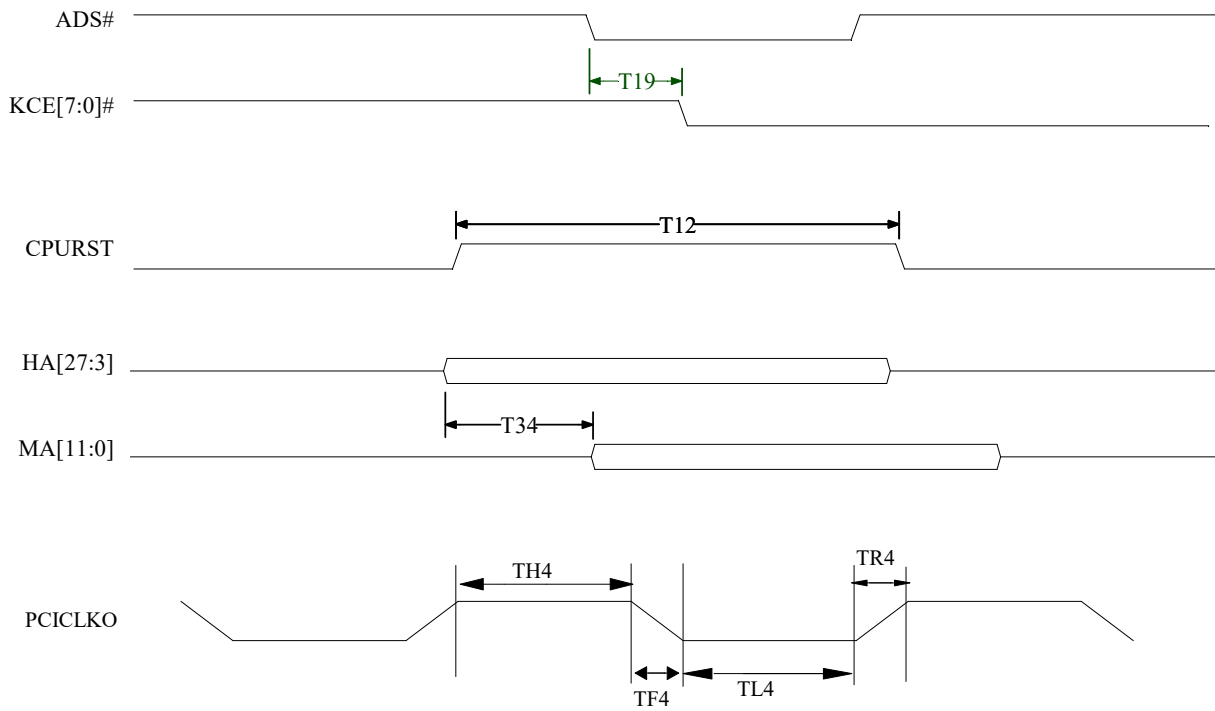 ADS#
T19
KCE[7:0]#
T12
CPURST
HA[27:3]
T34
MA[11:0]
TH4
TR4
PCICLKO
TF4
TL4